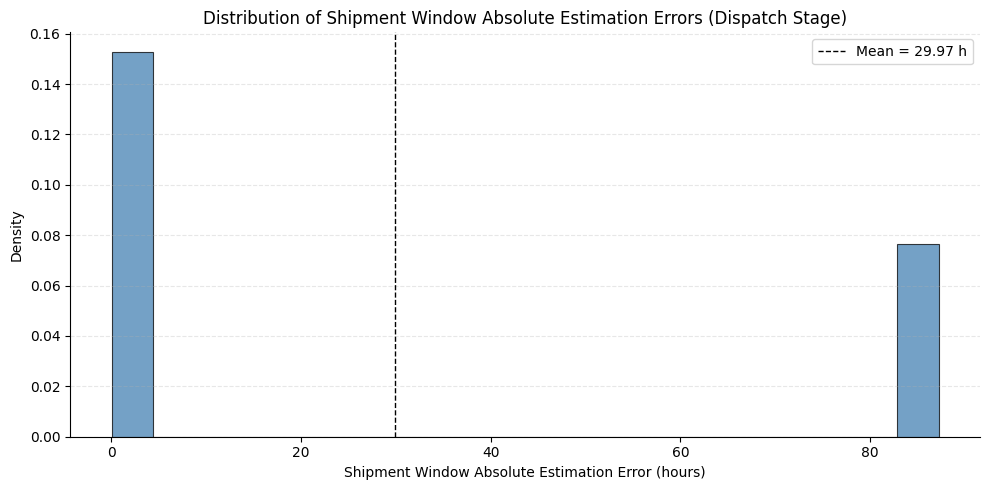 Distribution of Shipment Window Absolute Estimation Errors (Dispatch Stage)
Mean = 29.97 h
0.16
0.14
0.12
0.10
0.08
0.06
0.04
0.02
0.00
Density
0 20 40 60 80
Shipment Window Absolute Estimation Error (hours)